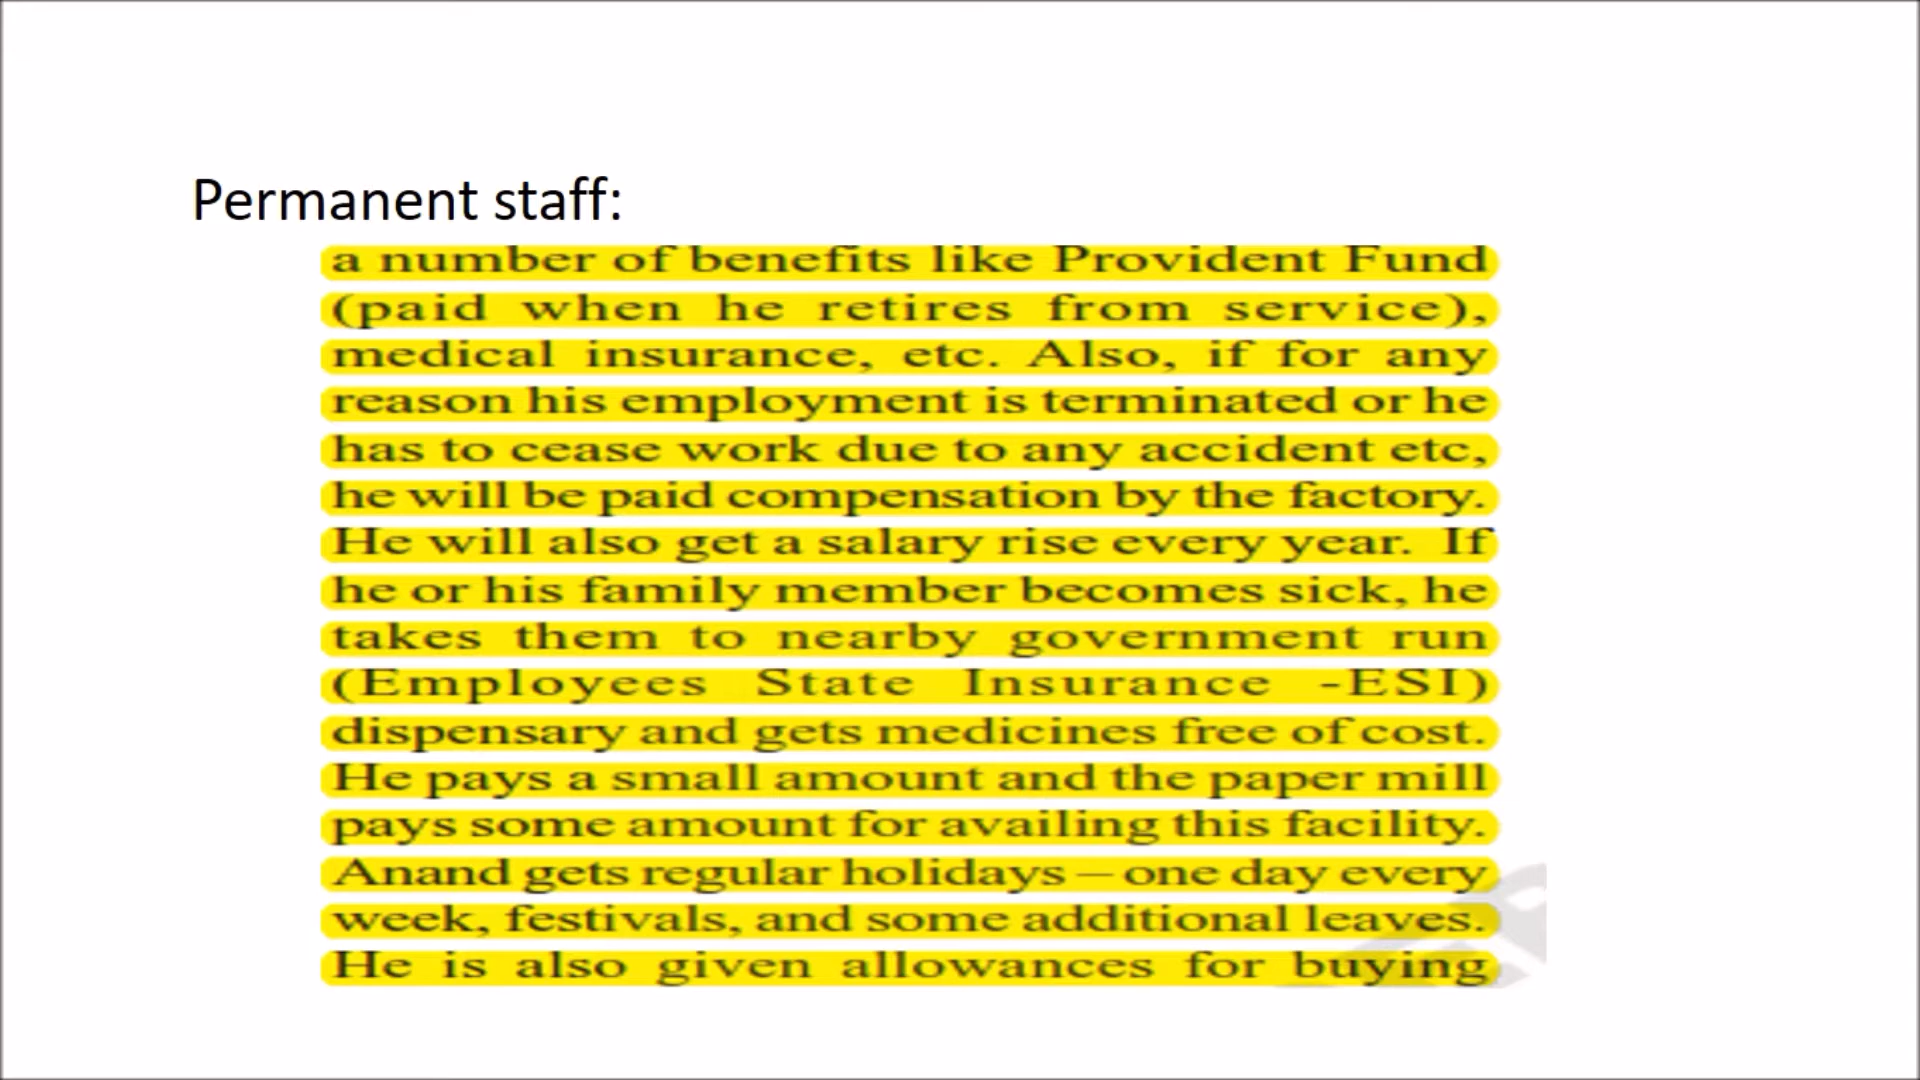 Permanent staff:
a number of benefits like Provident Fund
(paid when he retires from service),
medical insurance, etc. Also, if for any
reason his employment is terminated or he
has to cease work due to any accident etc,
he will be paid compensation by the factory.
He will also get a salary rise every year. If
he or his family member becomes sick, he
takes them to nearby government run
(Employees State Insurance -ESI)
dispensary and gets medicines free of cost.
He pays a small amount and the paper mill
pays some amount for availing this facility.
Anand gets regular holidays – one day every
week, festivals, and some additional leaves.
He is also given allowances for buying